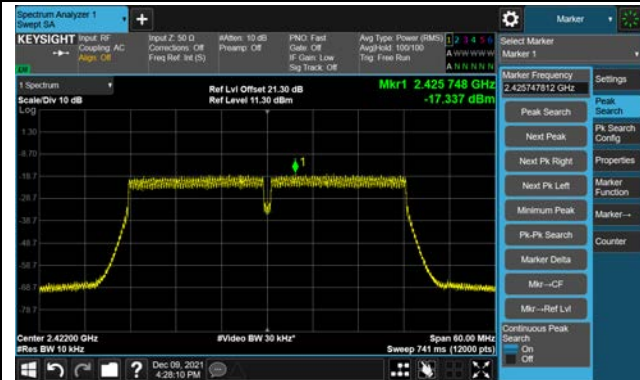 Spectrum Analyzer 1
Swept SA
Marker
KEYSIGHT
Input: RF
Coupling: AC
Align: Off
Input Z: 50 Ω
Corrections: Off
Freq Ref: Int (S)
#Atten: 10 dB
Preamp: Off
PNO: Fast
Gate: Off
IF Gain: Low
Sig Track: Off
Avg Type: Power (RMS)
Avg|Hold: 100/100
Trig: Free Run
1 2 3 4 5 6
A W W W W W
A N N N N N
Select Marker
Marker 1
1 Spectrum
Scale/Div 10 dB
Log
Ref Lvl Offset 21.30 dB
Ref Level 11.30 dBm
Mkr1 2.425 748 GHz
-17.337 dBm
1
1.30
-8.70
-18.7
-28.7
-38.7
-48.7
-58.7
-68.7
-78.7
Center 2.42200 GHz
#Res BW 10 kHz
#Video BW 30 kHz*
Span 60.00 MHz
Sweep 741 ms (12000 pts)
Marker Frequency
2.425747812 GHz
Peak Search
Next Peak
Next Pk Right
Next Pk Left
Minimum Peak
Pk-Pk Search
Marker Delta
Mkr→CF
Mkr→Ref Lvl
Continuous Peak
Search
On
Off
Settings
Peak
Search
Pk Search
Config
Properties
Marker
Function
Marker→
Counter
?
Dec 09, 2021
4:28:10 PM